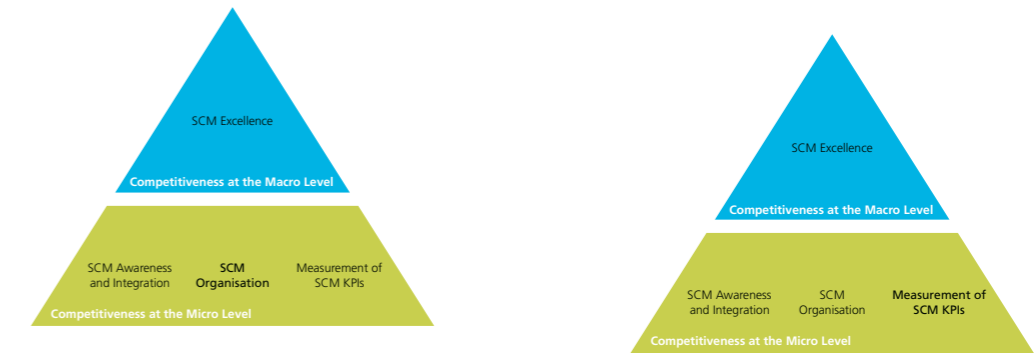 SCM Excellence
Competitiveness at the Macro Level
SCM Awareness
and Integration
SCM
Organisation
Measurement of
SCM KPIs
Competitiveness at the Micro Level
SCM Excellence
Competitiveness at the Macro Level
SCM Awareness
and Integration
SCM
Organisation
Measurement of
SCM KPIs
Competitiveness at the Micro Level